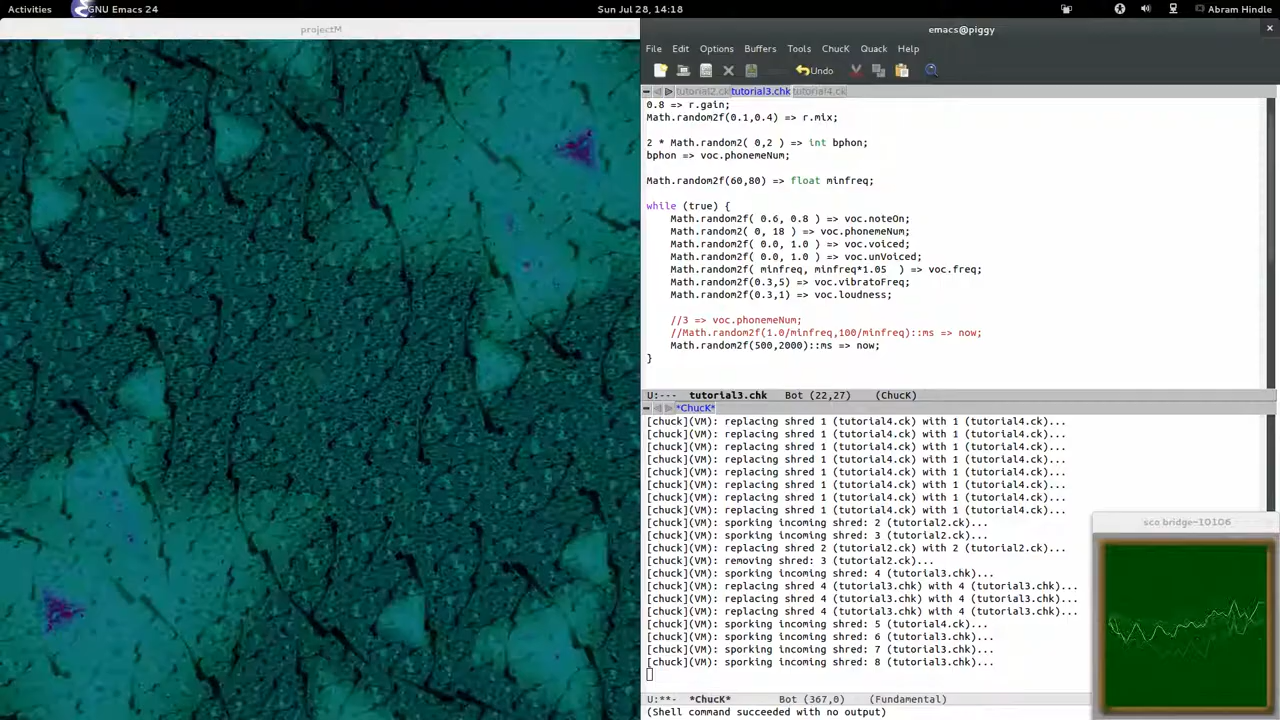 Activities GNU Emacs 24 Sun Jul 28, 14:18 Abram Hindle
projectM
emacs@piggy
File Edit Options Buffers Tools ChucK Quack Help
Undo
tutorial2.ck tutorial3.chk tutorial4.ck
0.8 => r.gain;
Math.random2f(0.1,0.4) => r.mix;
2 * Math.random2( 0,2 ) => int bphon;
bphon => voc.phonemeNum;
Math.random2f(60,80) => float minfreq;
while (true) {
Math.random2f( 0.6, 0.8 ) => voc.noteOn;
Math.random2( 0, 18 ) => voc.phonemeNum;
Math.random2f( 0.0, 1.0 ) => voc.voiced;
Math.random2f( 0.0, 1.0 ) => voc.unVoiced;
Math.random2f( minfreq, minfreq*1.05  ) => voc.freq;
Math.random2f(0.3,5) => voc.vibratoFreq;
Math.random2f(0.3,1) => voc.loudness;
//3 => voc.phonemeNum;
//Math.random2f(1.0/minfreq,100/minfreq)::ms => now;
Math.random2f(500,2000)::ms => now;
}
U:--- tutorial3.chk Bot (22,27) (ChucK)
*ChucK*
[chuck](VM): replacing shred 1 (tutorial4.ck) with 1 (tutorial4.ck)...
[chuck](VM): replacing shred 1 (tutorial4.ck) with 1 (tutorial4.ck)...
[chuck](VM): replacing shred 1 (tutorial4.ck) with 1 (tutorial4.ck)...
[chuck](VM): replacing shred 1 (tutorial4.ck) with 1 (tutorial4.ck)...
[chuck](VM): replacing shred 1 (tutorial4.ck) with 1 (tutorial4.ck)...
[chuck](VM): replacing shred 1 (tutorial4.ck) with 1 (tutorial4.ck)...
[chuck](VM): replacing shred 1 (tutorial4.ck) with 1 (tutorial4.ck)...
[chuck](VM): replacing shred 1 (tutorial4.ck) with 1 (tutorial4.ck)...
[chuck](VM): sporking incoming shred: 2 (tutorial2.ck)...
[chuck](VM): sporking incoming shred: 3 (tutorial2.ck)...
[chuck](VM): replacing shred 2 (tutorial2.ck) with 2 (tutorial2.ck)...
[chuck](VM): removing shred: 3 (tutorial2.ck)...
[chuck](VM): sporking incoming shred: 4 (tutorial3.chk)...
[chuck](VM): replacing shred 4 (tutorial3.chk) with 4 (tutorial3.chk)...
[chuck](VM): replacing shred 4 (tutorial3.chk) with 4 (tutorial3.chk)...
[chuck](VM): replacing shred 4 (tutorial3.chk) with 4 (tutorial3.chk)...
[chuck](VM): sporking incoming shred: 5 (tutorial4.ck)...
[chuck](VM): sporking incoming shred: 6 (tutorial3.chk)...
[chuck](VM): sporking incoming shred: 7 (tutorial3.chk)...
[chuck](VM): sporking incoming shred: 8 (tutorial3.chk)...
sco bridge-10106
U:**- *ChucK* Bot (367,0) (Fundamental)
(Shell command succeeded with no output)